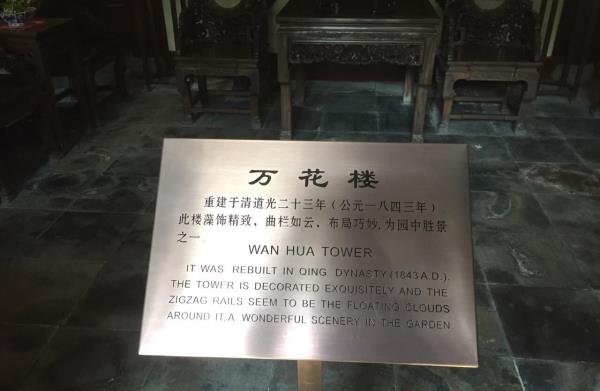 万花楼
重建于清道光二十三年（公元一八四三年）
此楼藻饰精致、曲栏如云、布局巧妙,为园中胜景
之一
WAN HUA TOWER
IT WAS REBUILT IN QING DYNASTY (1843 A.D.).
THE TOWER IS DECORATED EXQUISITELY AND THE
ZIGZAG RAILS SEEM TO BE THE FLOATING CLOUDS
AROUND IT. A WONDERFUL SCENERY IN THE GARDEN